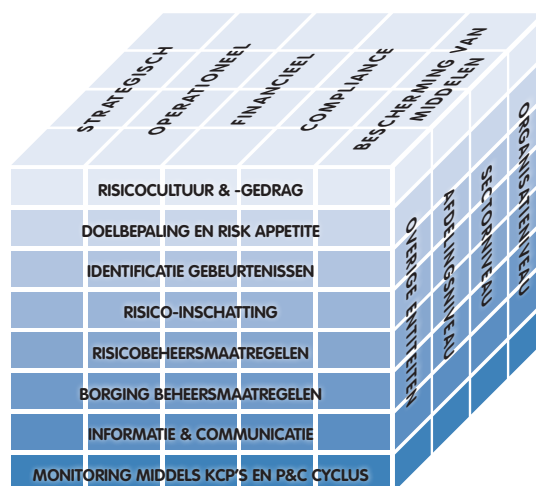 STRATEGISCH
OPERATIONEEL
FINANCIEEL
COMPLIANCE
BESCHERMING VAN
MIDDELEN
RISICOCULTUUR & -GEDRAG
DOELBEPALING EN RISK APPETITE
IDENTIFICATIE GEBEURTENISSEN
RISICO-INSCHATTING
RISICOBEHEERSMAATREGELEN
BORGING BEHEERSMAATREGELEN
INFORMATIE & COMMUNICATIE
MONITORING MIDDELS KCP'S EN P&C CYCLUS
OVERIGE ENTITEITEN
AFDELINGSNIVEAU
SECTORNIVEAU
ORGANISATIENIVEAU